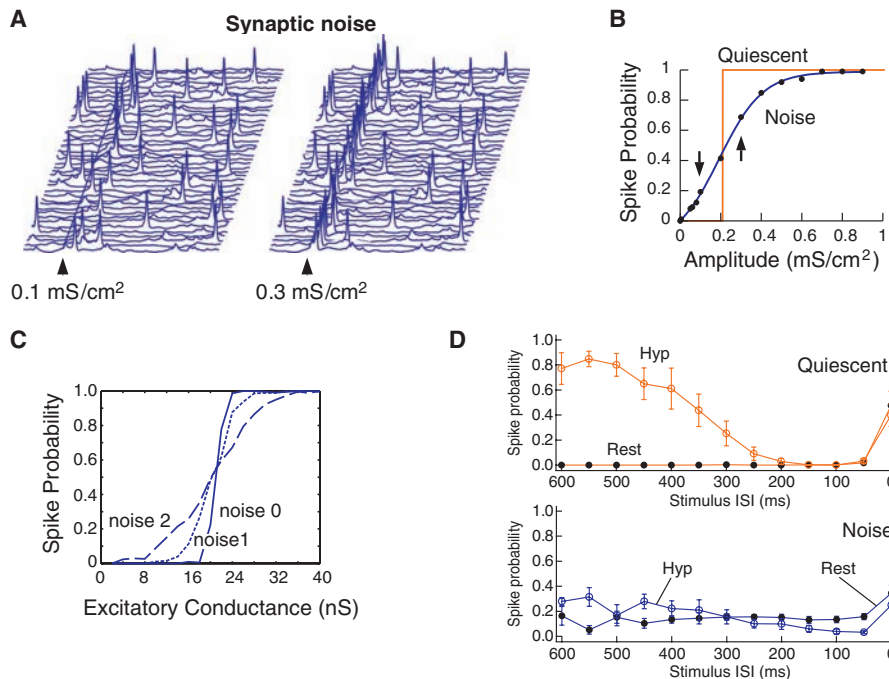 A
Synaptic noise
0.1 mS/cm²
0.3 mS/cm²
B
Quiescent
Noise
Spike Probability
1
0.8
0.6
0.4
0.2
0
0 0.2 0.4 0.6 0.8 1
Amplitude (mS/cm²)
C
Spike Probability
1.0
0.8
0.6
0.4
0.2
0
noise 2
noise 0
noise1
0 8 16 24 32 40
Excitatory Conductance (nS)
D
Spike probability
1.0
0.8
0.6
0.4
0.2
0.0
Hyp
Quiescent
Rest
600 500 400 300 200 100 0
Stimulus ISI (ms)
Spike probability
1.0
0.8
0.6
0.4
0.2
0.0
Noise
Hyp
Rest
600 500 400 300 200 100 0
Stimulus ISI (ms)